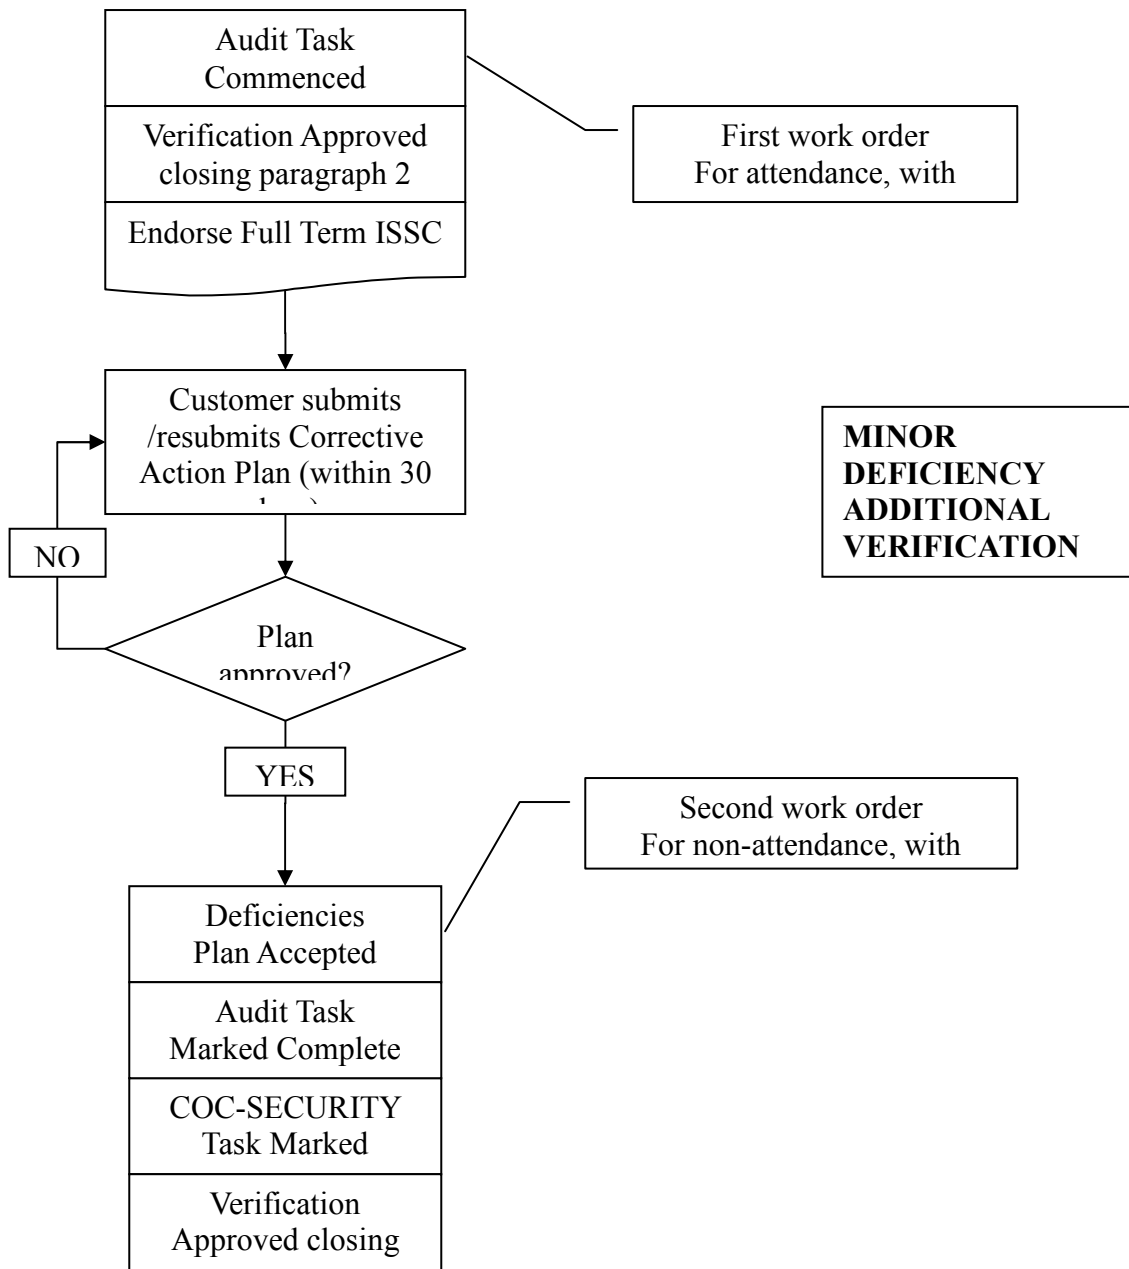 Audit Task
Commenced
First work order
For attendance, with
Verification Approved
closing paragraph 2
Endorse Full Term ISSC
Customer submits
/resubmits Corrective
Action Plan (within 30
MINOR
DEFICIENCY
ADDITIONAL
VERIFICATION
NO
Plan
approved?
YES
Second work order
For non-attendance, with
Deficiencies
Plan Accepted
Audit Task
Marked Complete
COC-SECURITY
Task Marked
Verification
Approved closing